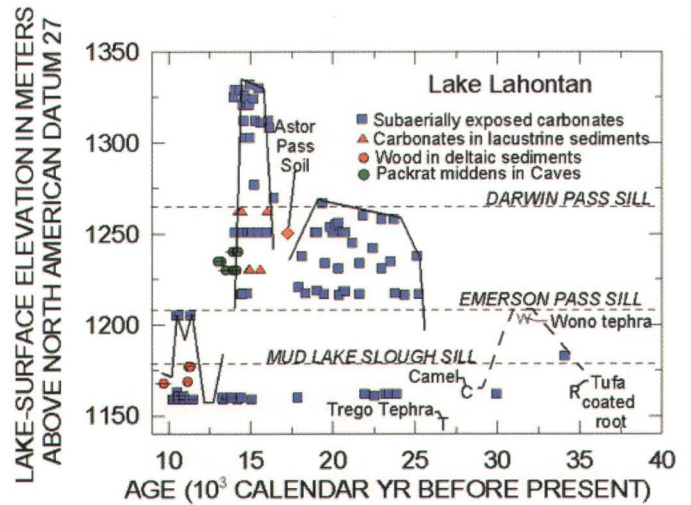 LAKE-SURFACE ELEVATION IN METERS
ABOVE NORTH AMERICAN DATUM 27
1350
1300
1250
1200
1150
Lake Lahontan
Subaerially exposed carbonates
Carbonates in lacustrine sediments
Wood in deltaic sediments
Packrat middens in Caves
Astor
Pass
Soil
DARWIN PASS SILL
EMERSON PASS SILL
W Wono tephra
MUD LAKE SLOUGH SILL
Camel
C
R Tufa
coated
root
Trego Tephra
T
10 15 20 25 30 35 40
AGE (10³ CALENDAR YR BEFORE PRESENT)